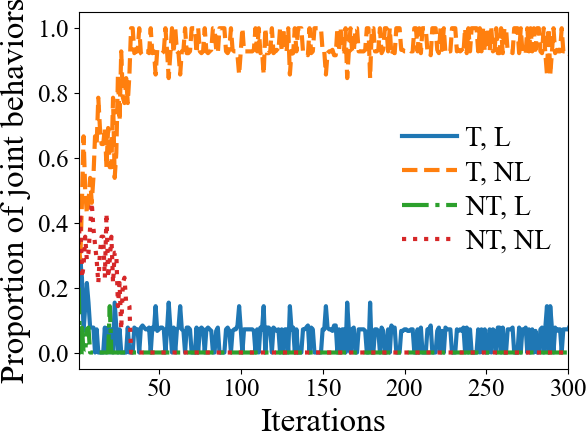 Proportion of joint behaviors
1.0
0.8
0.6
0.4
0.2
0.0
T, L
T, NL
NT, L
NT, NL
50
100
150
200
250
300
Iterations